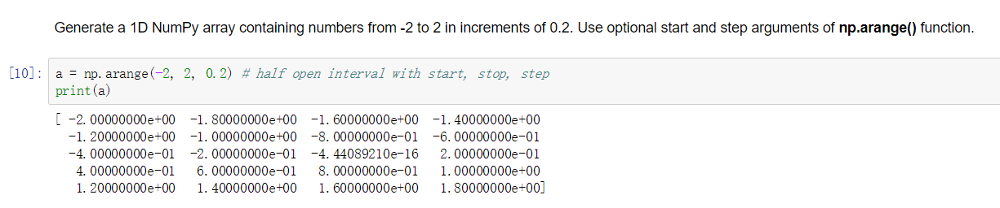 Generate a 1D NumPy array containing numbers from -2 to 2 in increments of 0.2. Use optional start and step arguments of np.arange() function.
[10]: a = np.arange(-2, 2, 0.2) # half open interval with start, stop, step
print(a)
[ -2.00000000e+00 -1.80000000e+00 -1.60000000e+00 -1.40000000e+00
-1.20000000e+00 -1.00000000e+00 -8.00000000e-01 -6.00000000e-01
-4.00000000e-01 -2.00000000e-01 -4.44089210e-16 2.00000000e-01
4.00000000e-01 6.00000000e-01 8.00000000e-01 1.00000000e+00
1.20000000e+00 1.40000000e+00 1.60000000e+00 1.80000000e+00]